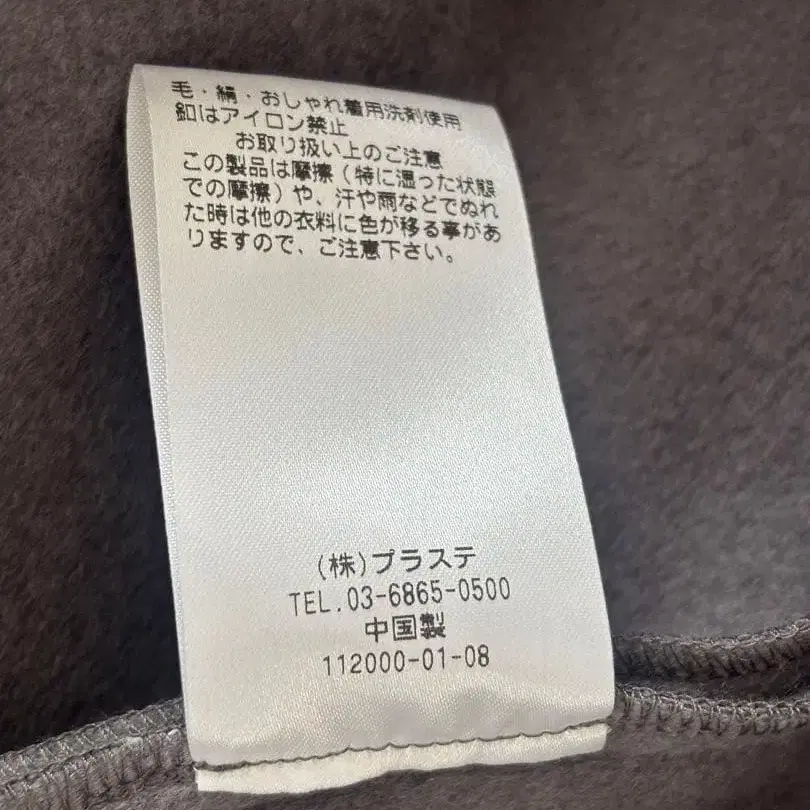 毛・絹・おしゃれ着用洗剤使用
釦はアイロン禁止
お取り扱い上のご注意
この製品は摩擦（特に湿った状態
での摩擦）や、汗や雨などでぬれ
た時は他の衣料に色が移る事があ
りますので、ご注意下さい。
(株)プラステ
TEL.03-6865-0500
中国製
112000-01-08